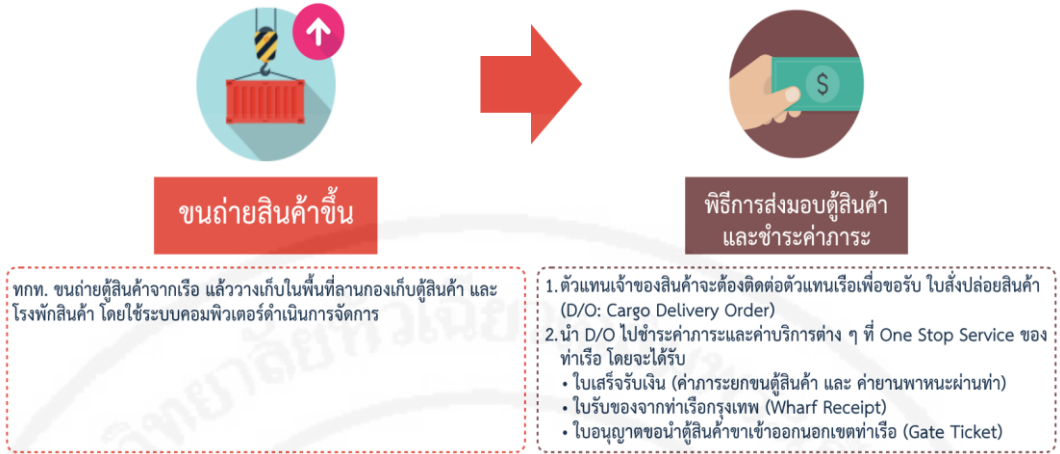 $
ขนถ่ายสินค้าขึ้น
พิธีการส่งมอบตู้สินค้า
และชำระค่าภาระ
ทกท. ขนถ่ายตู้สินค้าจากเรือ แล้ววางเก็บในพื้นที่ลานกองเก็บตู้สินค้า และ
โรงพักสินค้า โดยใช้ระบบคอมพิวเตอร์ดำเนินการจัดการ
1. ตัวแทนเจ้าของสินค้าจะต้องติดต่อตัวแทนเรือเพื่อขอรับ ใบสั่งปล่อยสินค้า
(D/O: Cargo Delivery Order)
2. นำ D/O ไปชำระค่าภาระและค่าบริการต่าง ๆ ที่ One Stop Service ของ
ท่าเรือ โดยจะได้รับ
• ใบเสร็จรับเงิน (ค่าภาระยกขนตู้สินค้า และ ค่ายานพาหนะผ่านท่า)
• ใบรับของจากท่าเรือกรุงเทพ (Wharf Receipt)
• ใบอนุญาตขอนำตู้สินค้าขาเข้าออกนอกเขตท่าเรือ (Gate Ticket)